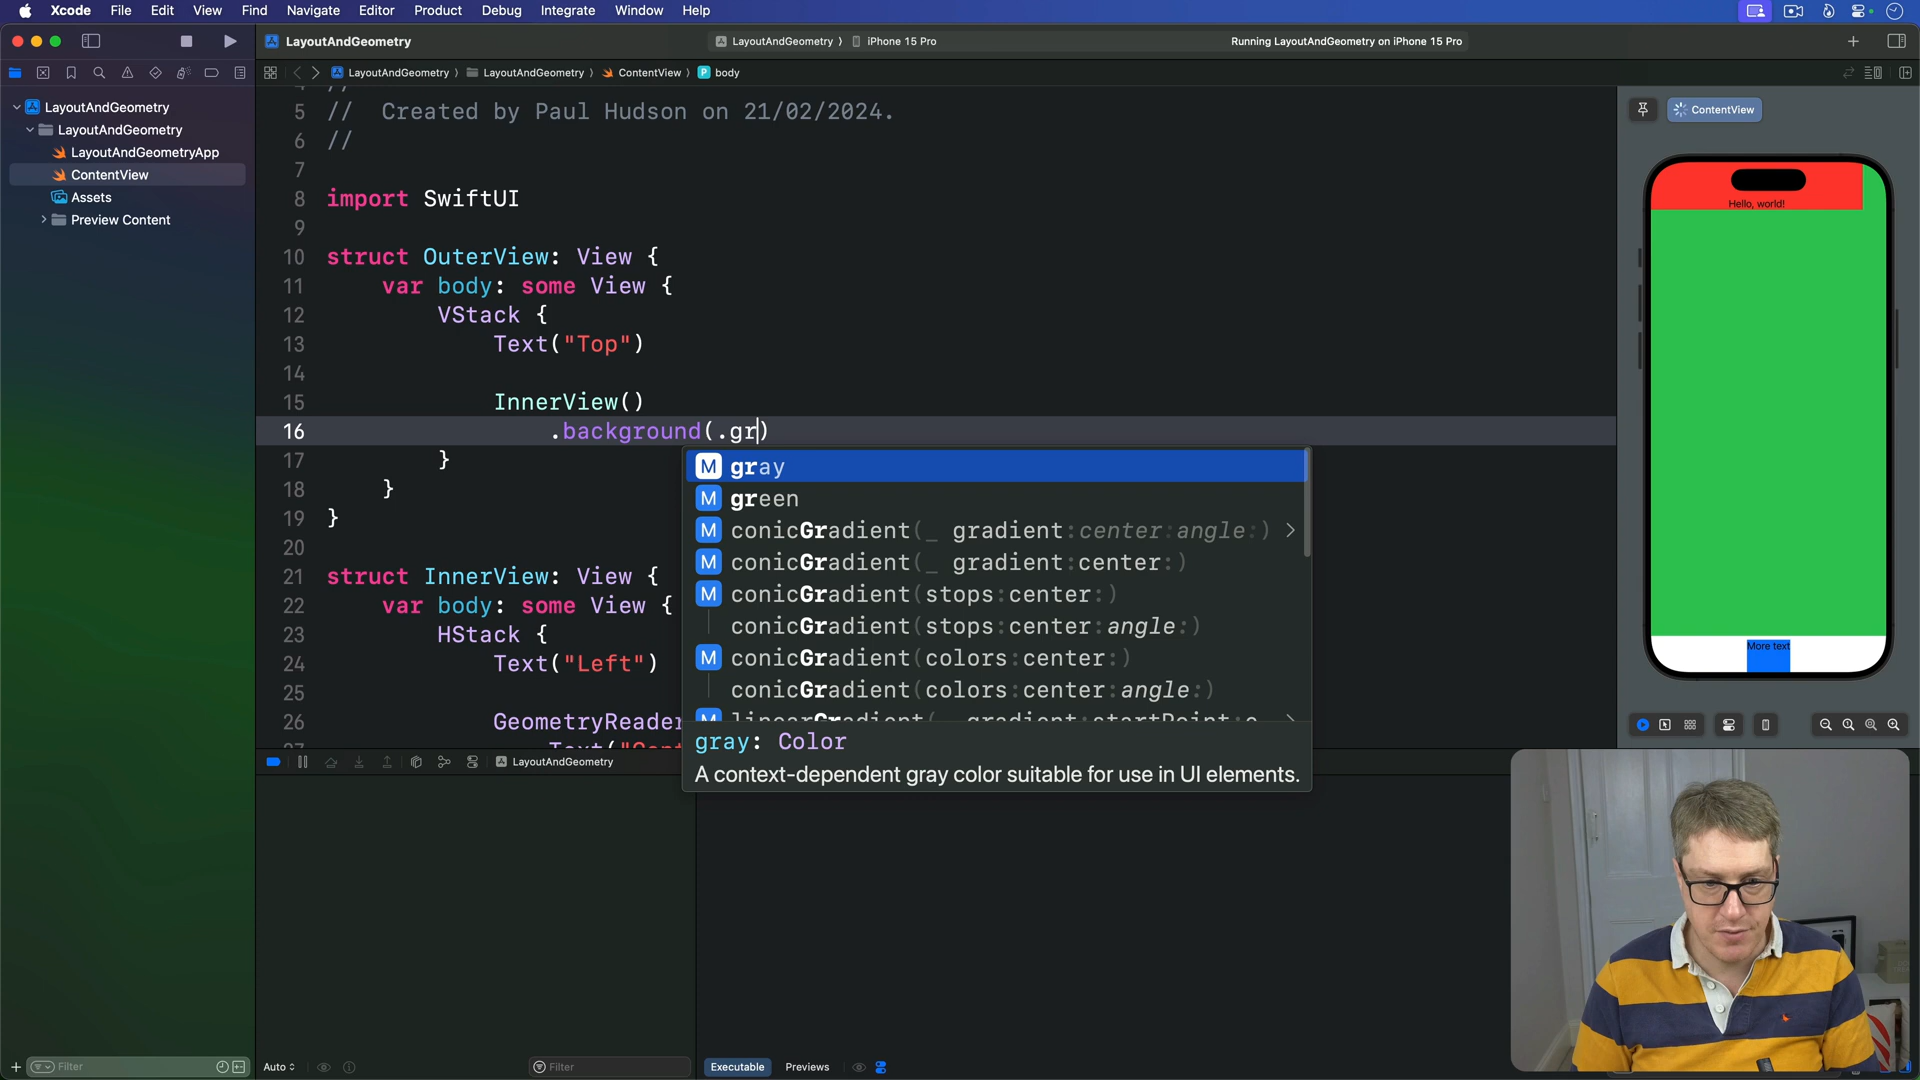 Xcode File Edit View Find Navigate Editor Product Debug Integrate Window Help
LayoutAndGeometry
LayoutAndGeometry 〉 iPhone 15 Pro
Running LayoutAndGeometry on iPhone 15 Pro
LayoutAndGeometry 〉 LayoutAndGeometry 〉 ContentView 〉 P body
LayoutAndGeometry
LayoutAndGeometry
LayoutAndGeometryApp
ContentView
Assets
Preview Content
5 // Created by Paul Hudson on 21/02/2024.
6 //
7
8 import SwiftUI
9
10 struct OuterView: View {
11 var body: some View {
12 VStack {
13 Text("Top")
14
15 InnerView()
16 .background(.gr)
17 }
18 }
19 }
20
21 struct InnerView: View {
22 var body: some View {
23 HStack {
24 Text("Left")
25
26 GeometryReader
M gray
M green
M conicGradient(_ gradient:center:angle:)
M conicGradient(_ gradient:center:)
M conicGradient(stops:center:)
conicGradient(stops:center:angle:)
M conicGradient(colors:center:)
conicGradient(colors:center:angle:)
gray: Color
A context-dependent gray color suitable for use in UI elements.
ContentView
Hello, world!
More text
LayoutAndGeometry
Filter
Auto
Filter
Executable Previews